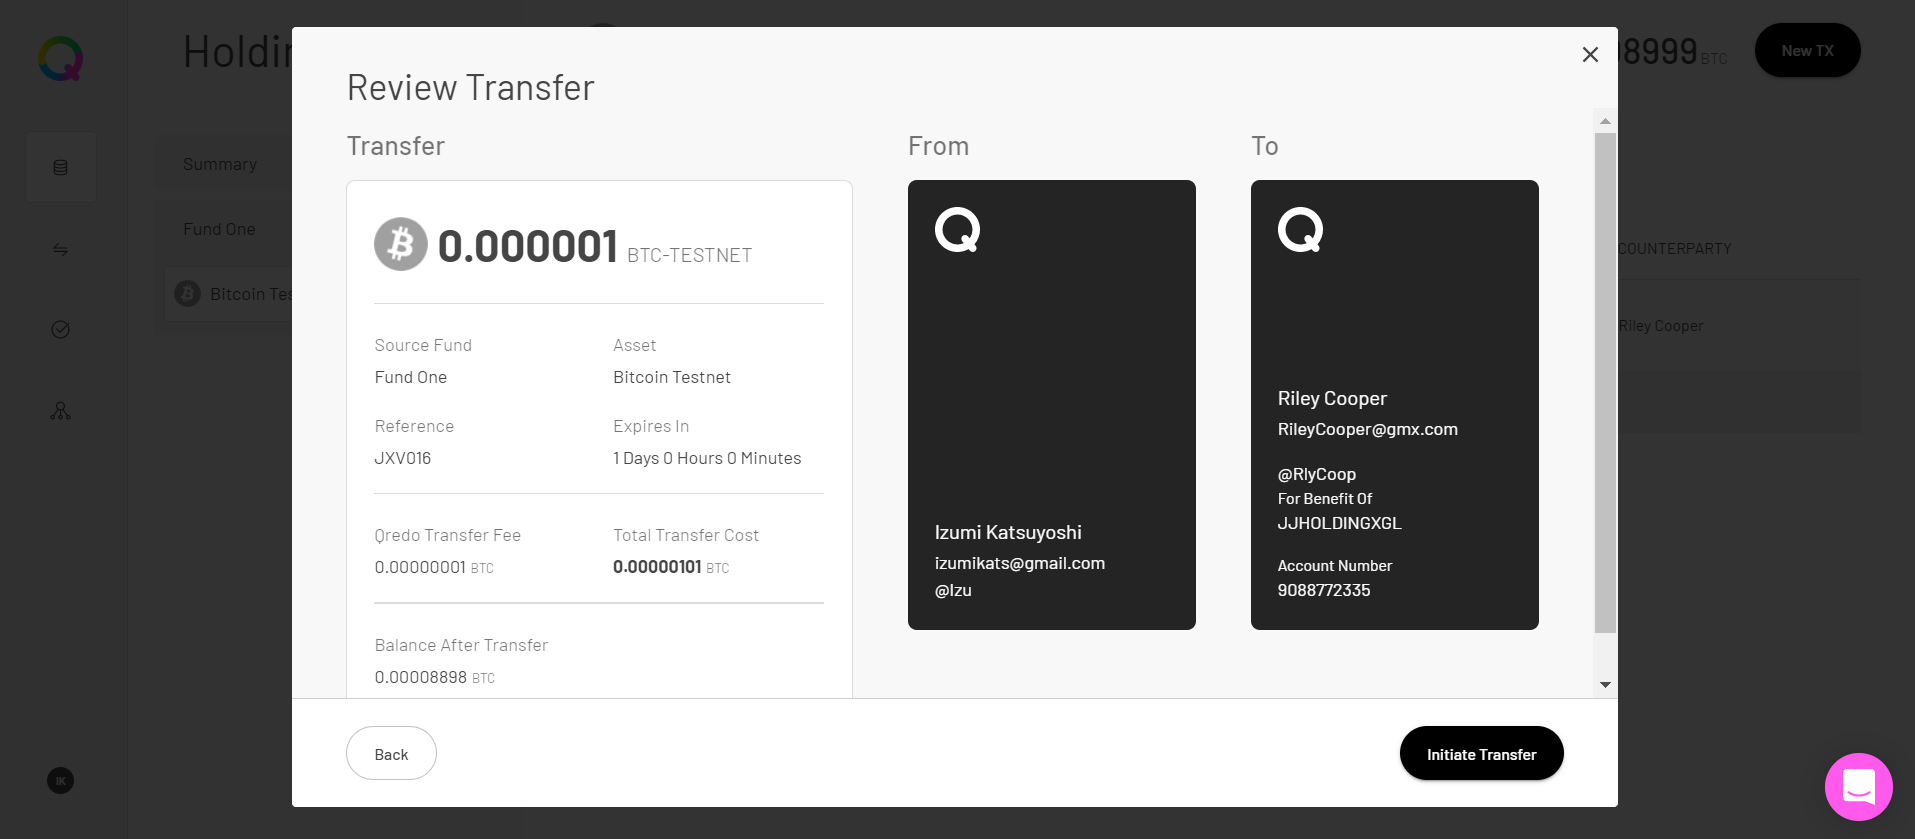 Holdin
8999 BTC
New TX
Summary
Fund One
Bitcoin Tes
COUNTERPARTY
Riley Cooper
IK
Review Transfer
Transfer
0.000001 BTC-TESTNET
Source Fund
Fund One
Asset
Bitcoin Testnet
Reference
JXV016
Expires In
1 Days 0 Hours 0 Minutes
Qredo Transfer Fee
0.00000001 BTC
Total Transfer Cost
0.00000101 BTC
Balance After Transfer
0.00008898 BTC
From
Izumi Katsuyoshi
izumikats@gmail.com
@Izu
To
Riley Cooper
RileyCooper@gmx.com
@RlyCoop
For Benefit Of
JJHOLDINGXGL
Account Number
9088772335
Back
Initiate Transfer